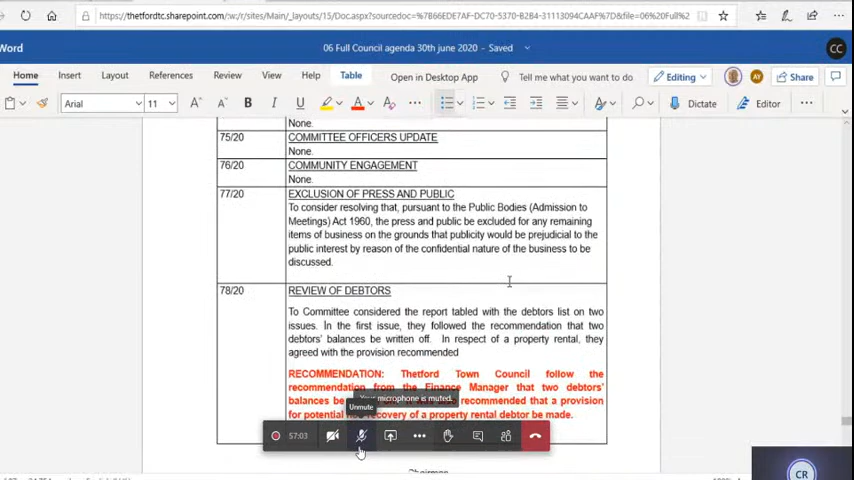 https://thetfordtc.sharepoint.com/:w:/r/sites/Main/_layouts/15/Doc.aspx?sourcedoc=%7B66EDE7AF-DC70-5370-B2B4-31113094CAAF%7D&file=06%20Full%2
Word
06 Full Council agenda 30th june 2020 - Saved
CC
Home Insert Layout References Review View Help Table Open in Desktop App Tell me what you want to do Editing AY Share
Arial 11 A A B I U A A Dictate Editor
None.
75/20 COMMITTEE OFFICERS UPDATE
None.
76/20 COMMUNITY ENGAGEMENT
None.
77/20 EXCLUSION OF PRESS AND PUBLIC
To consider resolving that, pursuant to the Public Bodies (Admission to
Meetings) Act 1960, the press and public be excluded for any remaining
items of business on the grounds that publicity would be prejudicial to the
public interest by reason of the confidential nature of the business to be
discussed.
78/20 REVIEW OF DEBTORS
To Committee considered the report tabled with the debtors list on two
issues. In the first issue, they followed the recommendation that two
debtors' balances be written off. In respect of a property rental, they
agreed with the provision recommended
RECOMMENDATION: Thetford Town Council follow the
recommendation from the Finance Manager that two debtors'
balances be recommended that a provision
Your microphone is muted.
Unmute
for potential recovery of a property rental debtor be made.
57:03
Chairman
CR